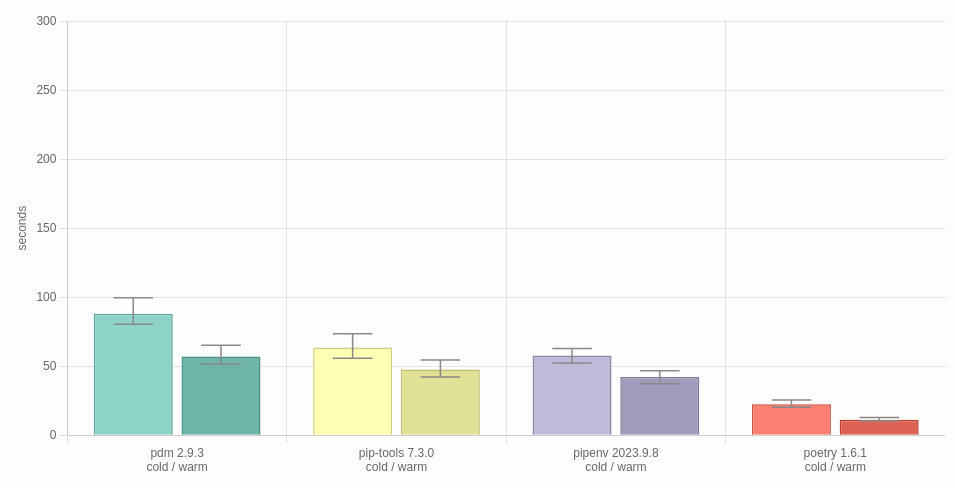 300
250
200
150
100
50
0
seconds
pdm 2.9.3
cold / warm
pip-tools 7.3.0
cold / warm
pipenv 2023.9.8
cold / warm
poetry 1.6.1
cold / warm